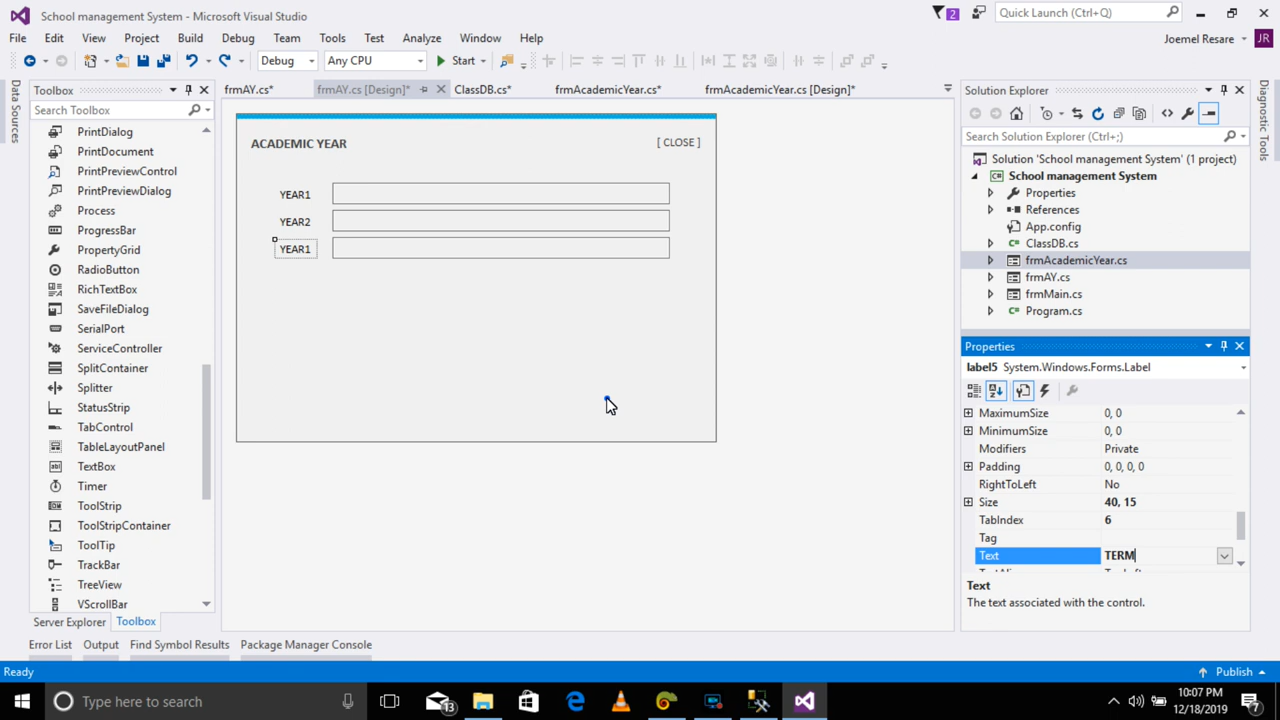 School management System - Microsoft Visual Studio
2
Quick Launch (Ctrl+Q)
File Edit View Project Build Debug Team Tools Test Analyze Window Help
Joemel Resare JR
Debug Any CPU Start
Data Sources
Toolbox
Search Toolbox
PrintDialog
PrintDocument
PrintPreviewControl
PrintPreviewDialog
Process
ProgressBar
PropertyGrid
RadioButton
RichTextBox
SaveFileDialog
SerialPort
ServiceController
SplitContainer
Splitter
StatusStrip
TabControl
TableLayoutPanel
TextBox
Timer
ToolStrip
ToolStripContainer
ToolTip
TrackBar
TreeView
VScrollBar
Server Explorer Toolbox
frmAY.cs* frmAY.cs [Design]* ClassDB.cs* frmAcademicYear.cs* frmAcademicYear.cs [Design]*
ACADEMIC YEAR [ CLOSE ]
YEAR1
YEAR2
YEAR1
Solution Explorer
Search Solution Explorer (Ctrl+;)
Solution 'School management System' (1 project)
School management System
Properties
References
App.config
ClassDB.cs
frmAcademicYear.cs
frmAY.cs
frmMain.cs
Program.cs
Diagnostic Tools
Properties
label5 System.Windows.Forms.Label
MaximumSize 0, 0
MinimumSize 0, 0
Modifiers Private
Padding 0, 0, 0, 0
RightToLeft No
Size 40, 15
TabIndex 6
Tag
Text TERM
Text
The text associated with the control.
Error List Output Find Symbol Results Package Manager Console
Ready Publish
Type here to search
13
10:07 PM
12/18/2019
7